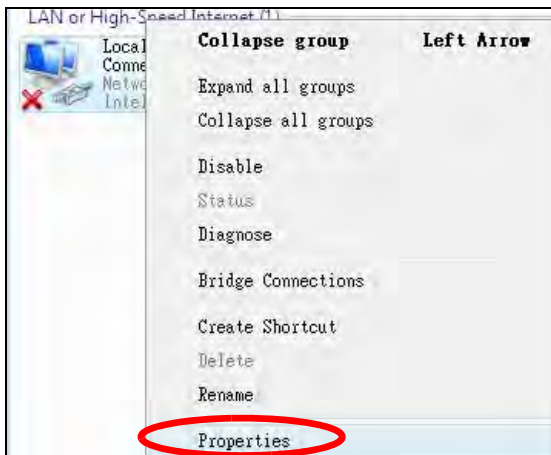 LAN or High-Speed Internet (1)
Local
Conne
Netwo
Intel
Collapse group Left Arrow
Expand all groups
Collapse all groups
Disable
Status
Diagnose
Bridge Connections
Create Shortcut
Delete
Rename
Properties